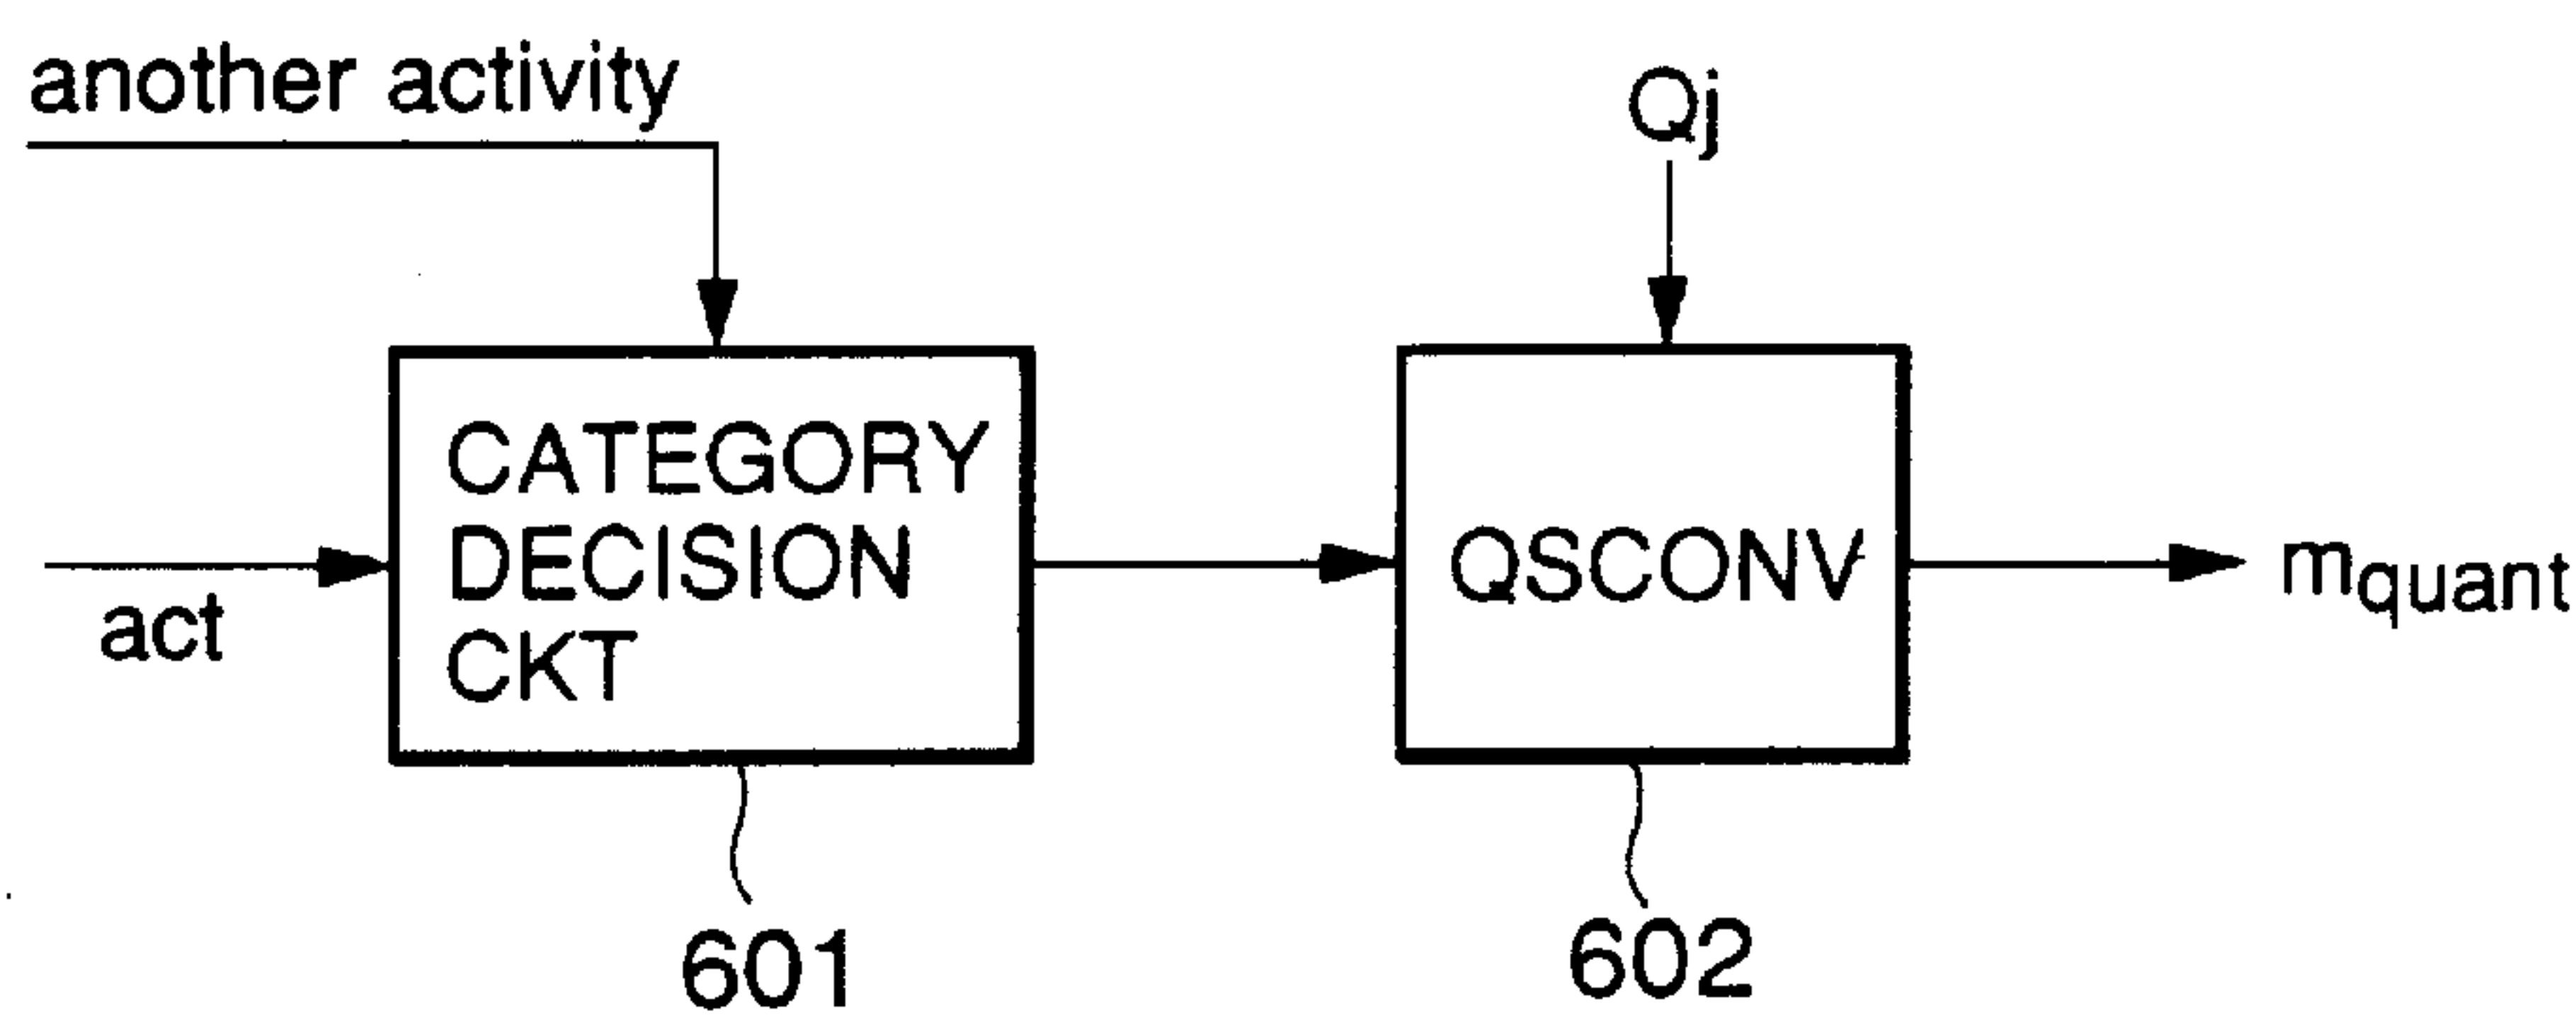 another activity
Qj
CATEGORY
DECISION
CKT
act
QSCONV
mquant
601
602